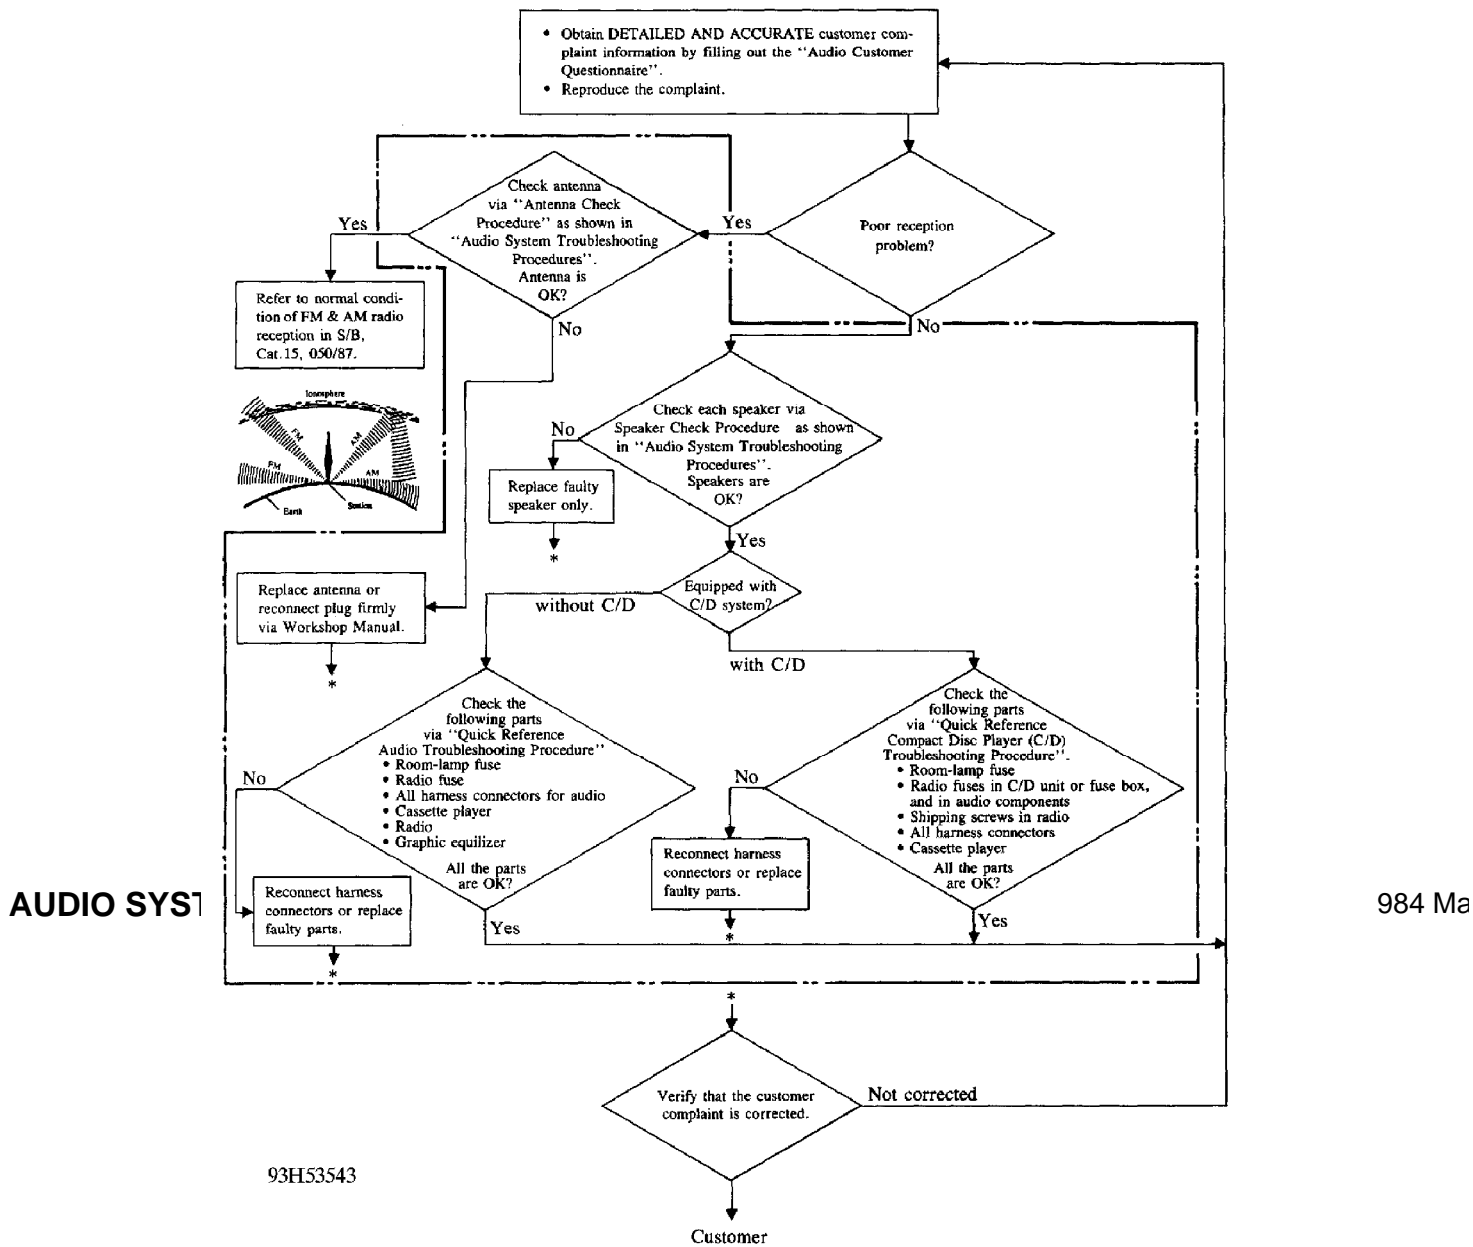 • Obtain DETAILED AND ACCURATE customer com-
plaint information by filling out the "Audio Customer
Questionnaire".
• Reproduce the complaint.
Poor reception
problem?
Yes
No
Check antenna
via "Antenna Check
Procedure" as shown in
"Audio System Troubleshooting
Procedures".
Antenna is
OK?
Yes
No
Refer to normal condi-
tion of FM & AM radio
reception in S/B,
Cat.15, 050/87.
Ionosphere
FM
AM
FM
AM
Earth
Station
Check each speaker via
Speaker Check Procedure as shown
in "Audio System Troubleshooting
Procedures".
Speakers are
OK?
No
Replace faulty
speaker only.
*
Yes
Equipped with
C/D system?
without C/D
with C/D
Replace antenna or
reconnect plug firmly
via Workshop Manual.
*
Check the
following parts
via "Quick Reference
Audio Troubleshooting Procedure"
• Room-lamp fuse
• Radio fuse
• All harness connectors for audio
• Cassette player
• Radio
• Graphic equilizer
All the parts
are OK?
No
Reconnect harness
connectors or replace
faulty parts.
*
Yes
Check the
following parts
via "Quick Reference
Compact Disc Player (C/D)
Troubleshooting Procedure".
• Room-lamp fuse
• Radio fuses in C/D unit or fuse box,
and in audio components
• Shipping screws in radio
• All harness connectors
• Cassette player
All the parts
are OK?
No
Reconnect harness
connectors or replace
faulty parts.
*
Yes
AUDIO SYST
984 Ma
*
Verify that the customer
complaint is corrected.
Not corrected
93H53543
Customer